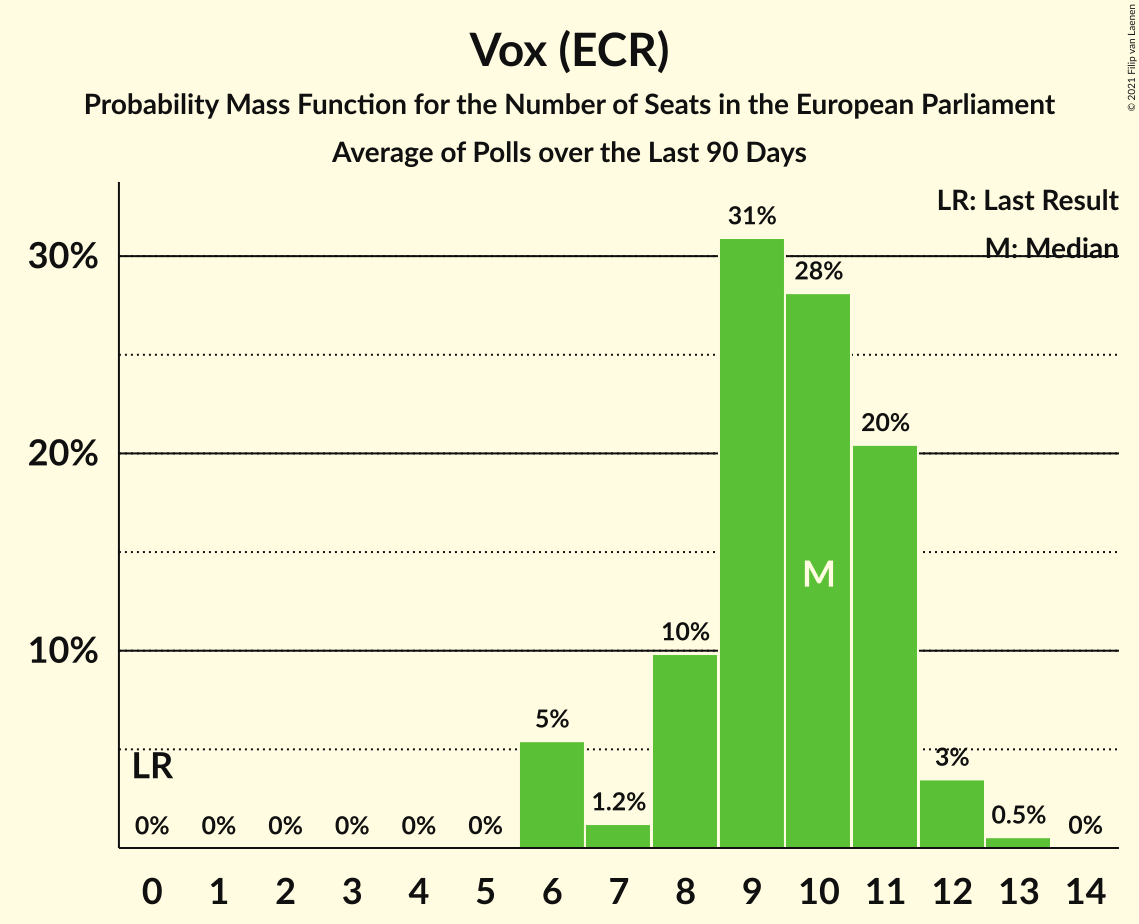 Vox (ECR)
Probability Mass Function for the Number of Seats in the European Parliament
Average of Polls over the Last 90 Days
© 2021 Filip van Laenen
LR: Last Result
M: Median
30%
20%
10%
31%
28%
20%
M
10%
5%
LR
3%
1.2%
0.5%
0% 0% 0% 0% 0% 0% 0%
0 1 2 3 4 5 6 7 8 9 10 11 12 13 14